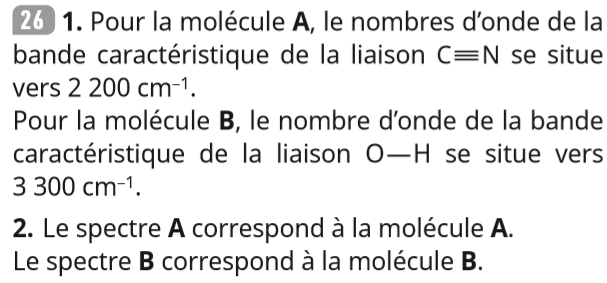 26 1. Pour la molécule A, le nombres d’onde de la
bande caractéristique de la liaison C≡N se situe
vers 2 200 cm⁻¹.
Pour la molécule B, le nombre d’onde de la bande
caractéristique de la liaison O—H se situe vers
3 300 cm⁻¹.
2. Le spectre A correspond à la molécule A.
Le spectre B correspond à la molécule B.